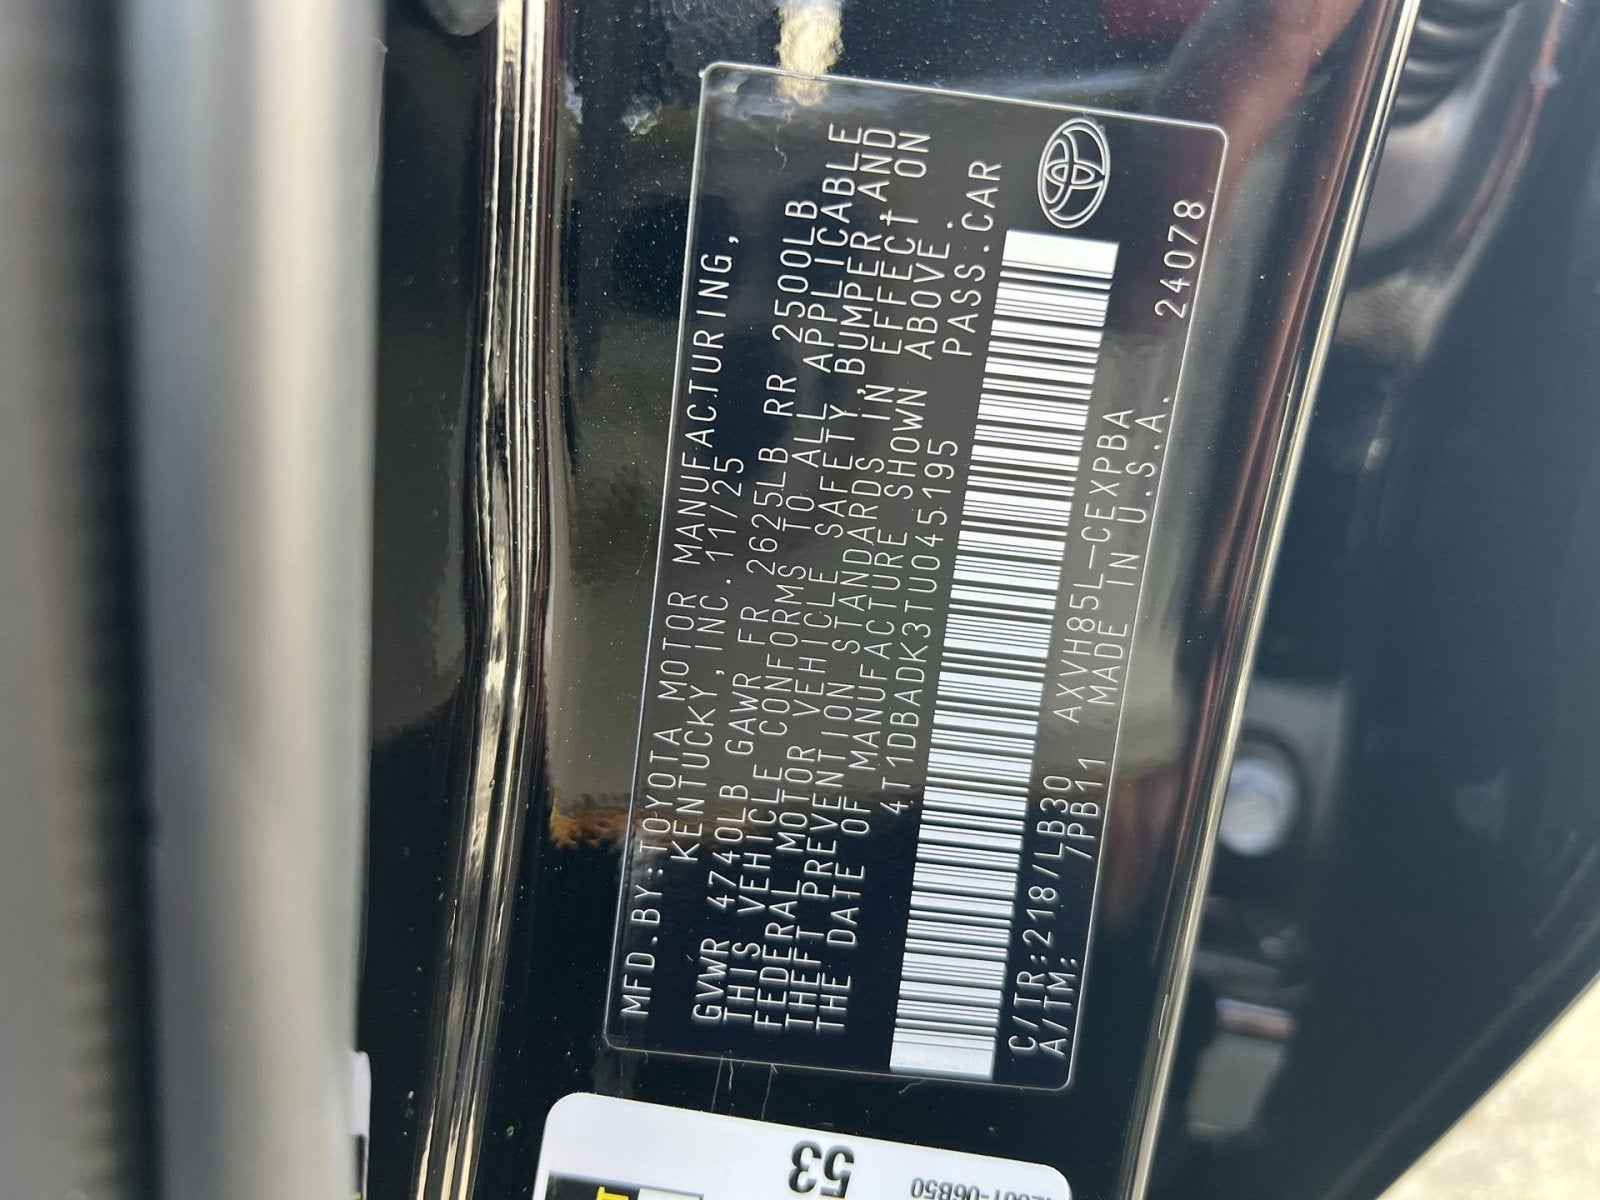 MFD.BY:TOYOTA MOTOR MANUFACTURING,
KENTUCKY,INC.11/25
GVWR 4740LB GAWR FR 2625LB RR 2500LB
THIS VEHICLE CONFORMS TO ALL APPLICABLE
FEDERAL MOTOR VEHICLE SAFETY,BUMPER,AND
THEFT PREVENTION STANDARDS IN EFFECT ON
THE DATE OF MANUFACTURE SHOWN ABOVE.
4T1DBADK3TU045195 PASS.CAR
C/TR:218/LB30 AXVH85L-CEXPBA
A/TM: 7PB11 MADE IN U.S.A. 24078
53